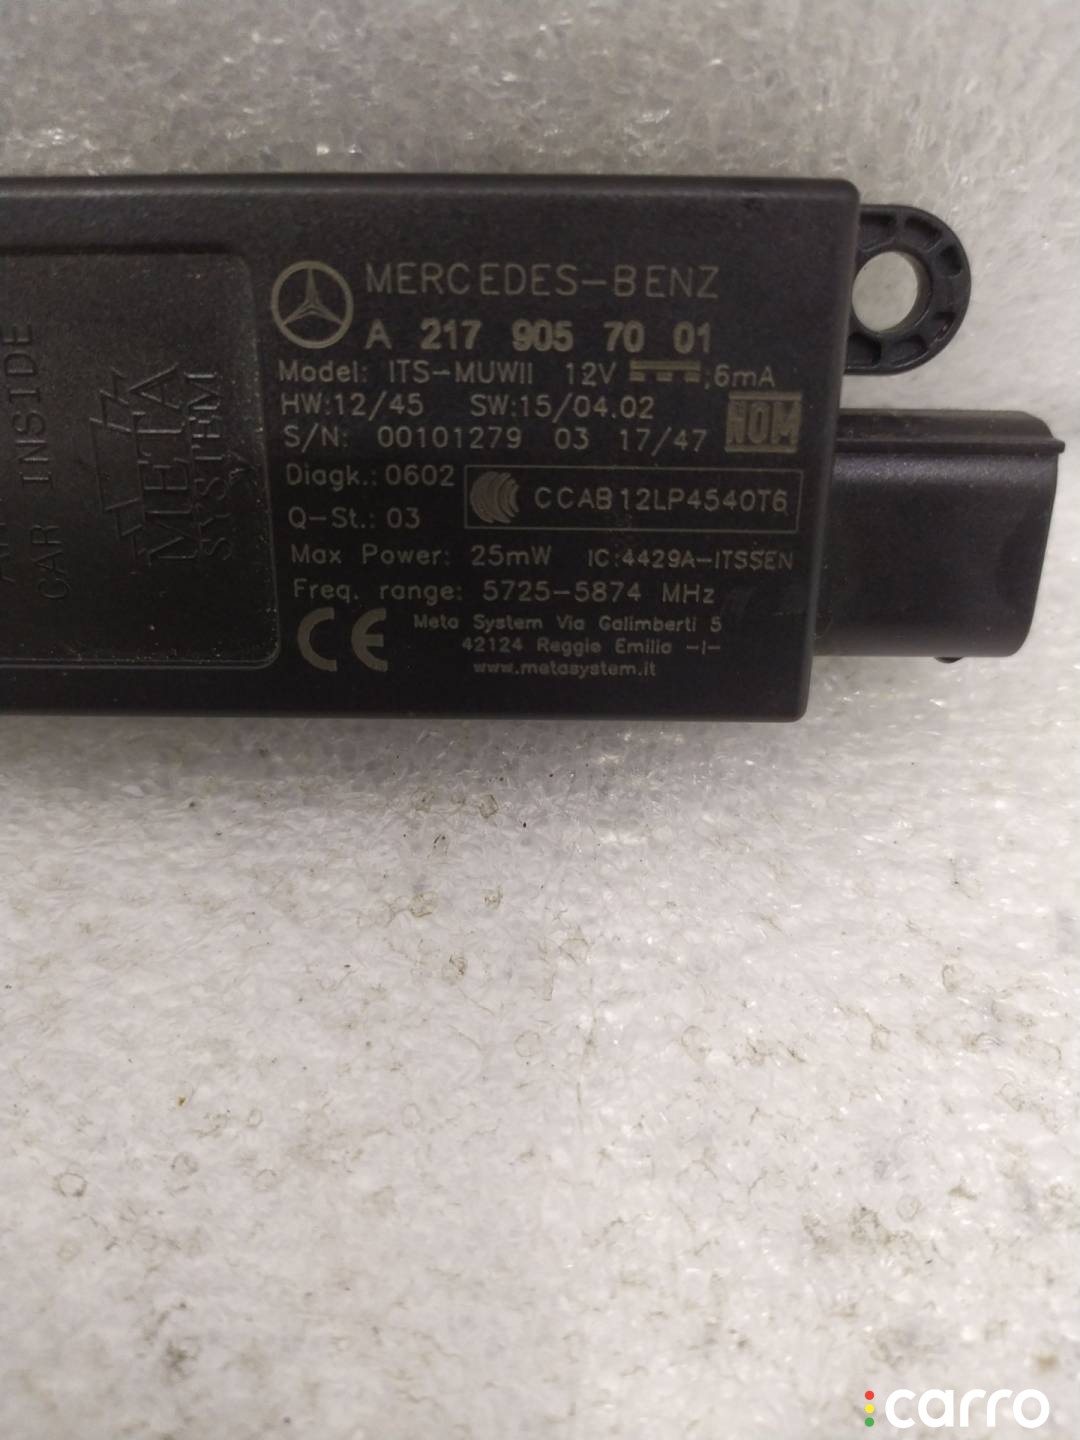 MERCEDES-BENZ
A 217 905 70 01
Model: ITS-MUWII 12V ;6mA
HW:12/45 SW:15/04.02
S/N: 00101279 03 17/47
NOM
Diagk.: 0602
CCAB12LP4540T6
Q-St.: 03
Max Power: 25mW IC:4429A-ITSSEN
Freq. range: 5725-5874 MHz
CE
Meta System Via Galimberti 5
42124 Reggio Emilia -I-
www.metasystem.it
META
SYSTEM
CAR INSIDE
carro